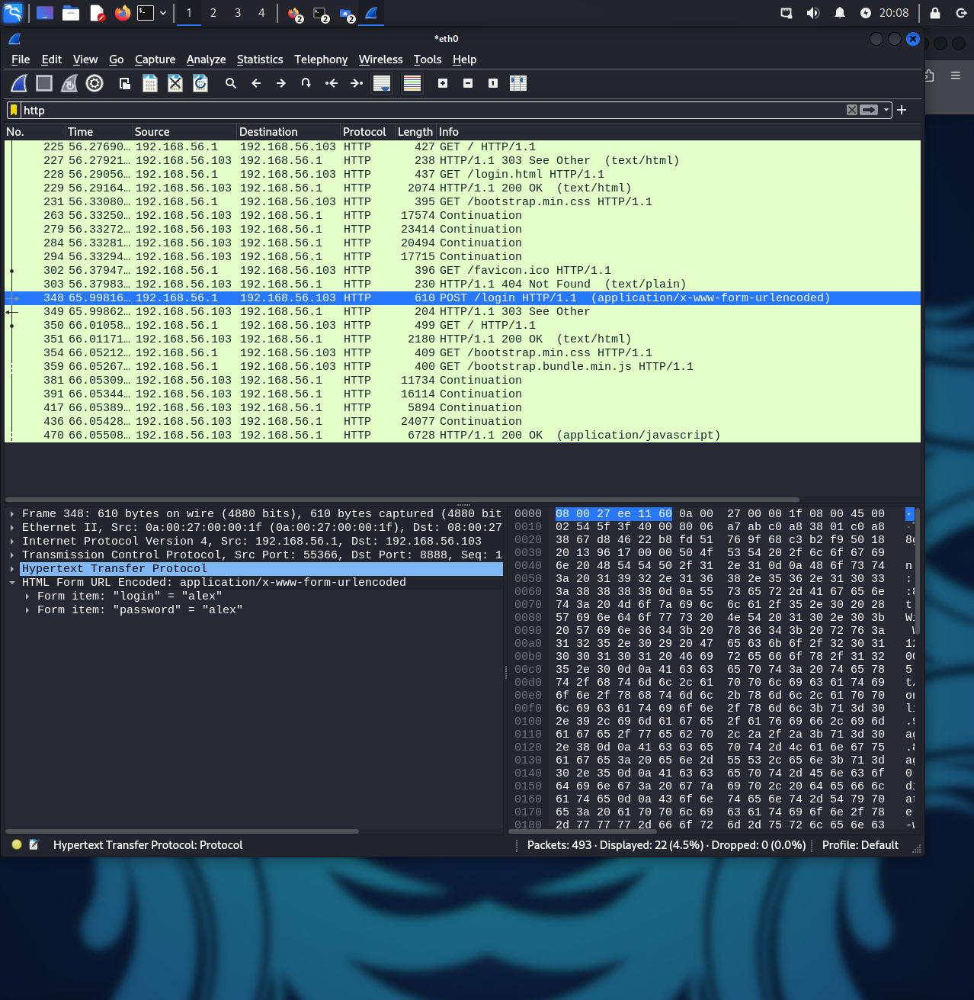 1 2 3 4 2 2 2 20:08
*eth0
File Edit View Go Capture Analyze Statistics Telephony Wireless Tools Help
http
No. Time Source Destination Protocol Length Info
225 56.27690… 192.168.56.1 192.168.56.103 HTTP 427 GET / HTTP/1.1
227 56.27921… 192.168.56.103 192.168.56.1 HTTP 238 HTTP/1.1 303 See Other (text/html)
228 56.29056… 192.168.56.1 192.168.56.103 HTTP 437 GET /login.html HTTP/1.1
229 56.29164… 192.168.56.103 192.168.56.1 HTTP 2074 HTTP/1.1 200 OK (text/html)
231 56.33080… 192.168.56.1 192.168.56.103 HTTP 395 GET /bootstrap.min.css HTTP/1.1
263 56.33250… 192.168.56.103 192.168.56.1 HTTP 17574 Continuation
279 56.33272… 192.168.56.103 192.168.56.1 HTTP 23414 Continuation
284 56.33281… 192.168.56.103 192.168.56.1 HTTP 20494 Continuation
294 56.33294… 192.168.56.103 192.168.56.1 HTTP 17715 Continuation
302 56.37947… 192.168.56.1 192.168.56.103 HTTP 396 GET /favicon.ico HTTP/1.1
303 56.37983… 192.168.56.103 192.168.56.1 HTTP 230 HTTP/1.1 404 Not Found (text/plain)
348 65.99816… 192.168.56.1 192.168.56.103 HTTP 610 POST /login HTTP/1.1 (application/x-www-form-urlencoded)
349 65.99862… 192.168.56.103 192.168.56.1 HTTP 204 HTTP/1.1 303 See Other
350 66.01058… 192.168.56.1 192.168.56.103 HTTP 499 GET / HTTP/1.1
351 66.01171… 192.168.56.103 192.168.56.1 HTTP 2180 HTTP/1.1 200 OK (text/html)
354 66.05212… 192.168.56.1 192.168.56.103 HTTP 409 GET /bootstrap.min.css HTTP/1.1
359 66.05267… 192.168.56.1 192.168.56.103 HTTP 400 GET /bootstrap.bundle.min.js HTTP/1.1
381 66.05309… 192.168.56.103 192.168.56.1 HTTP 11734 Continuation
391 66.05344… 192.168.56.103 192.168.56.1 HTTP 16114 Continuation
417 66.05389… 192.168.56.103 192.168.56.1 HTTP 5894 Continuation
436 66.05428… 192.168.56.103 192.168.56.1 HTTP 24077 Continuation
470 66.05508… 192.168.56.103 192.168.56.1 HTTP 6728 HTTP/1.1 200 OK (application/javascript)
Frame 348: 610 bytes on wire (4880 bits), 610 bytes captured (4880 bit
Ethernet II, Src: 0a:00:27:00:00:1f (0a:00:27:00:00:1f), Dst: 08:00:27
Internet Protocol Version 4, Src: 192.168.56.1, Dst: 192.168.56.103
Transmission Control Protocol, Src Port: 55366, Dst Port: 8888, Seq: 1
Hypertext Transfer Protocol
HTML Form URL Encoded: application/x-www-form-urlencoded
Form item: "login" = "alex"
Form item: "password" = "alex"
0000 08 00 27 ee 11 60 0a 00 27 00 00 1f 08 00 45 00 ·
0010 02 54 5f 3f 40 00 80 06 a7 ab c0 a8 38 01 c0 a8 ·T
0020 38 67 d8 46 22 b8 fd 51 76 9f 68 c3 b2 f9 50 18 8g
0030 20 13 96 17 00 00 50 4f 53 54 20 2f 6c 6f 67 69
0040 6e 20 48 54 54 50 2f 31 2e 31 0d 0a 48 6f 73 74 n
0050 3a 20 31 39 32 2e 31 36 38 2e 35 36 2e 31 30 33 :
0060 3a 38 38 38 38 0d 0a 55 73 65 72 2d 41 67 65 6e :8
0070 74 3a 20 4d 6f 7a 69 6c 6c 61 2f 35 2e 30 20 28 t
0080 57 69 6e 64 6f 77 73 20 4e 54 20 31 30 2e 30 3b Wi
0090 20 57 69 6e 36 34 3b 20 78 36 34 3b 20 72 76 3a W
00a0 31 32 35 2e 30 29 20 47 65 63 6b 6f 2f 32 30 31 12
00b0 30 30 31 30 31 20 46 69 72 65 66 6f 78 2f 31 32 00
00c0 35 2e 30 0d 0a 41 63 63 65 70 74 3a 20 74 65 78 5
00d0 74 2f 68 74 6d 6c 2c 61 70 70 6c 69 63 61 74 69 t/
00e0 6f 6e 2f 78 68 74 6d 6c 2b 78 6d 6c 2c 61 70 70 on
00f0 6c 69 63 61 74 69 6f 6e 2f 78 6d 6c 3b 71 3d 30 li
0100 2e 39 2c 69 6d 61 67 65 2f 61 76 69 66 2c 69 6d .9
0110 61 67 65 2f 77 65 62 70 2c 2a 2f 2a 3b 71 3d 30 ag
0120 2e 38 0d 0a 41 63 63 65 70 74 2d 4c 61 6e 67 75 .8
0130 61 67 65 3a 20 65 6e 2d 55 53 2c 65 6e 3b 71 3d ag
0140 30 2e 35 0d 0a 41 63 63 65 70 74 2d 45 6e 63 6f 0
0150 64 69 6e 67 3a 20 67 7a 69 70 2c 20 64 65 66 6c di
0160 61 74 65 0d 0a 43 6f 6e 74 65 6e 74 2d 54 79 70 at
0170 65 3a 20 61 70 70 6c 69 63 61 74 69 6f 6e 2f 78 e
0180 2d 77 77 77 2d 66 6f 72 6d 2d 75 72 6c 65 6e 63 -w
Hypertext Transfer Protocol: Protocol Packets: 493 · Displayed: 22 (4.5%) · Dropped: 0 (0.0%) Profile: Default